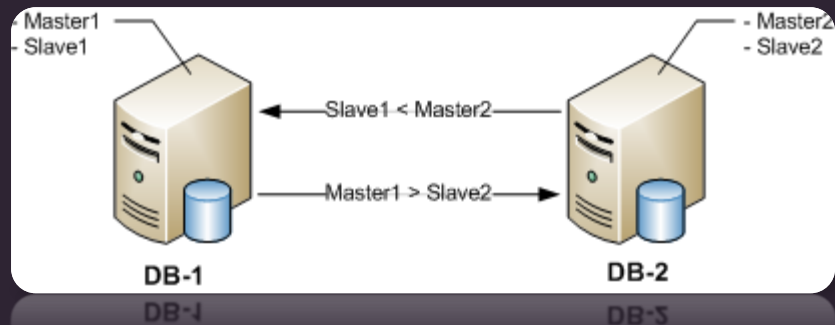 - Master1
- Slave1
- Master2
- Slave2
Slave1 < Master2
Master1 > Slave2
DB-1
DB-2
DB-1
DB-2